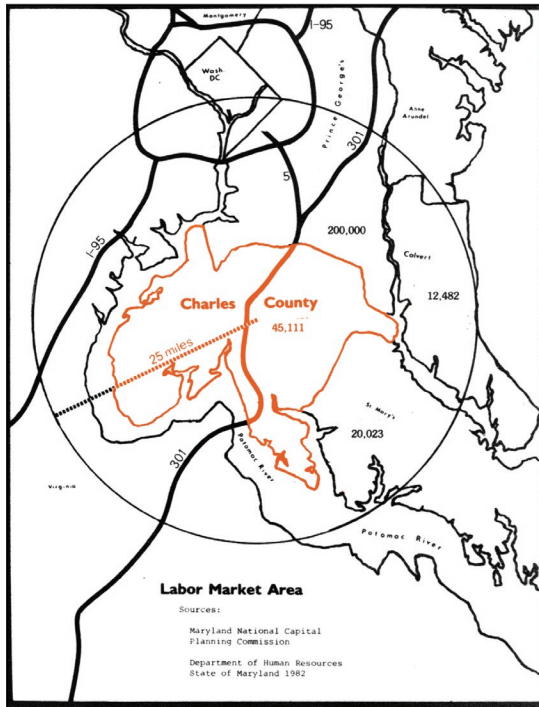 Montgomery
I-95
Wash.
DC
Prince George's
Anne
Arundel
301
5
I-95
200,000
Calvert
12,482
Charles County
45,111
25 miles
St Mary's
20,023
301
Potomac River
Virginia
Potomac River
Labor Market Area
Sources:
Maryland National Capital
Planning Commission
Department of Human Resources
State of Maryland 1982